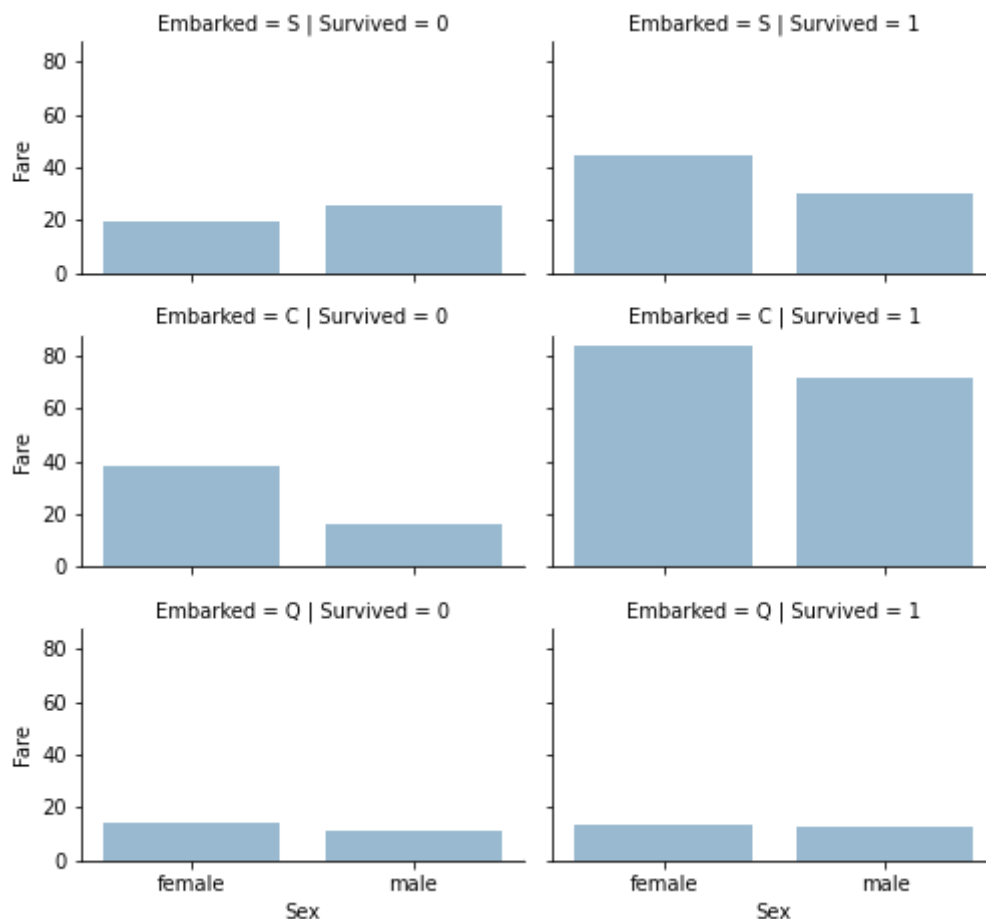 Embarked = S | Survived = 0
Embarked = S | Survived = 1
80
60
40
20
0
Fare
Embarked = C | Survived = 0
Embarked = C | Survived = 1
80
60
40
20
0
Fare
Embarked = Q | Survived = 0
Embarked = Q | Survived = 1
80
60
40
20
0
Fare
female male
Sex
female male
Sex